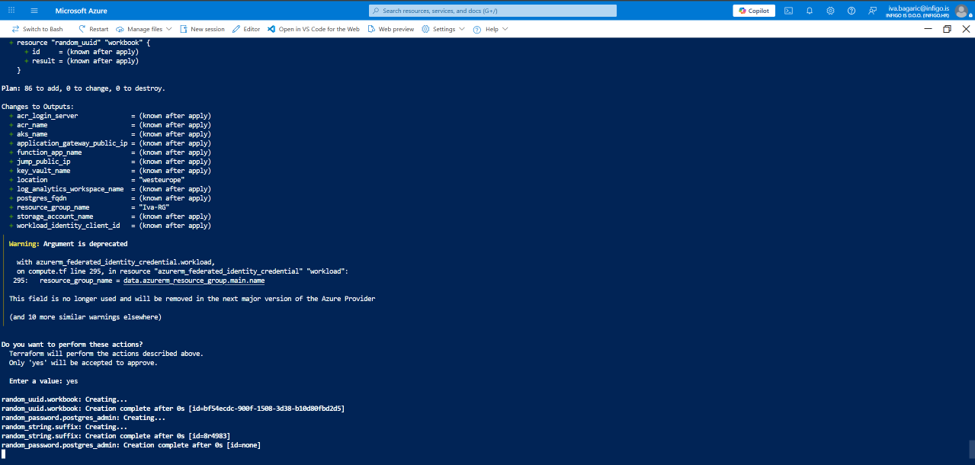 Microsoft Azure
Search resources, services, and docs (G+/)
Copilot
iva.bagaric@infigo.is
INFIGO IS D.O.O. (INFIGO.HR)
Switch to Bash
Restart
Manage files
New session
Editor
Open in VS Code for the Web
Web preview
Settings
Help
+ resource "random_uuid" "workbook" {
+ id = (known after apply)
+ result = (known after apply)
}
Plan: 86 to add, 0 to change, 0 to destroy.
Changes to Outputs:
+ acr_login_server = (known after apply)
+ acr_name = (known after apply)
+ aks_name = (known after apply)
+ application_gateway_public_ip = (known after apply)
+ function_app_name = (known after apply)
+ jump_public_ip = (known after apply)
+ key_vault_name = (known after apply)
+ location = "westeurope"
+ log_analytics_workspace_name = (known after apply)
+ postgres_fqdn = (known after apply)
+ resource_group_name = "Iva-RG"
+ storage_account_name = (known after apply)
+ workload_identity_client_id = (known after apply)
Warning: Argument is deprecated
with azurerm_federated_identity_credential.workload,
on compute.tf line 295, in resource "azurerm_federated_identity_credential" "workload":
295: resource_group_name = data.azurerm_resource_group.main.name
This field is no longer used and will be removed in the next major version of the Azure Provider
(and 10 more similar warnings elsewhere)
Do you want to perform these actions?
Terraform will perform the actions described above.
Only 'yes' will be accepted to approve.
Enter a value: yes
random_uuid.workbook: Creating...
random_uuid.workbook: Creation complete after 0s [id=bf54ecdc-900f-1508-3d38-b10d80fbd2d5]
random_password.postgres_admin: Creating...
random_string.suffix: Creating...
random_string.suffix: Creation complete after 0s [id=8r4983]
random_password.postgres_admin: Creation complete after 0s [id=none]